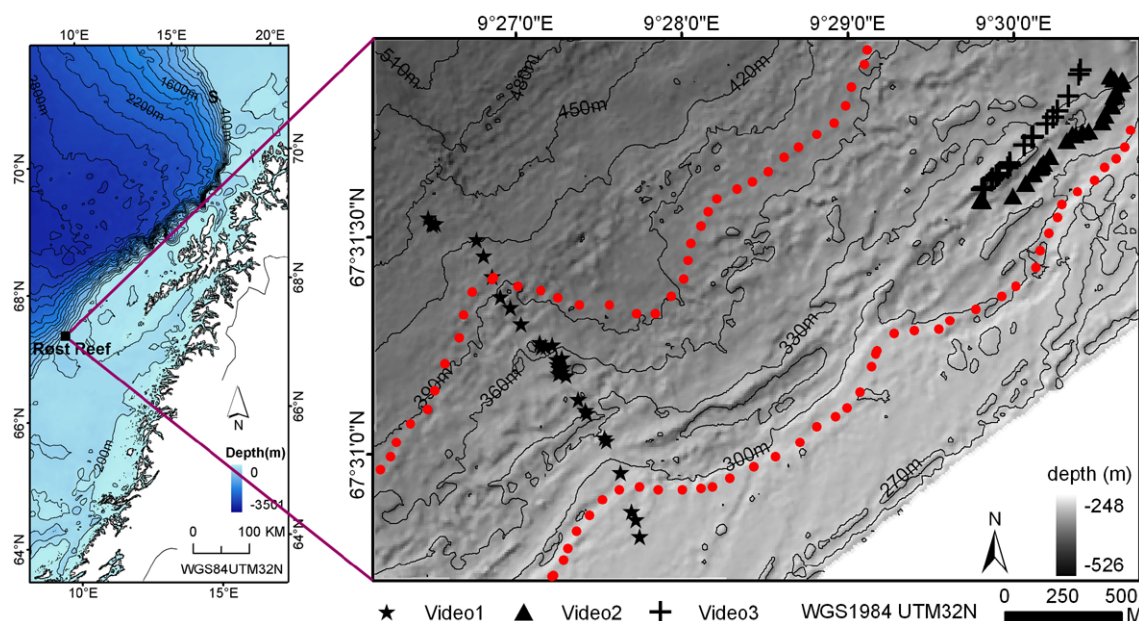 10°E 15°E 20°E
9°27'0"E 9°28'0"E 9°29'0"E 9°30'0"E
2800m
1600m
2200m
S
400m
70°N
70°N
68°N
68°N
Røst Reef
66°N
66°N
200m
64°N
64°N
N
Depth(m)
0
-3501
0 100 KM
WGS84UTM32N
10°E 15°E
67°31'30"N
67°31'0"N
510m
480m
450m
420m
390m
360m
330m
300m
270m
depth (m)
-248
-526
N
0 250 500
M
Video1 Video2 Video3 WGS1984 UTM32N